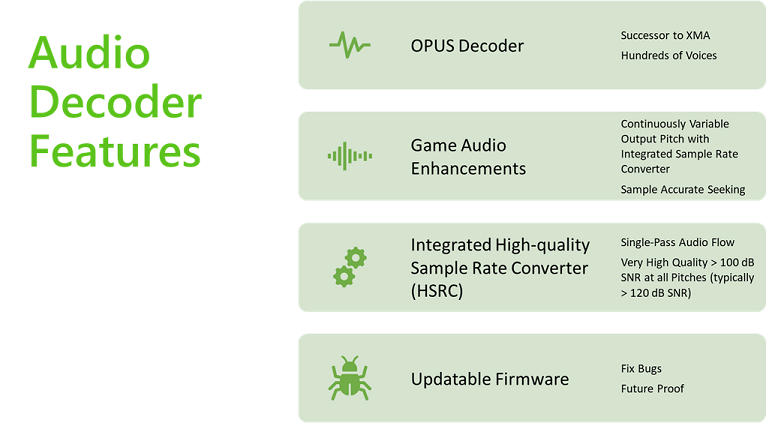 Audio
Decoder
Features
OPUS Decoder
Successor to XMA
Hundreds of Voices
Game Audio
Enhancements
Continuously Variable
Output Pitch with
Integrated Sample Rate
Converter
Sample Accurate Seeking
Integrated High-quality
Sample Rate Converter
(HSRC)
Single-Pass Audio Flow
Very High Quality > 100 dB
SNR at all Pitches (typically
> 120 dB SNR)
Updatable Firmware
Fix Bugs
Future Proof